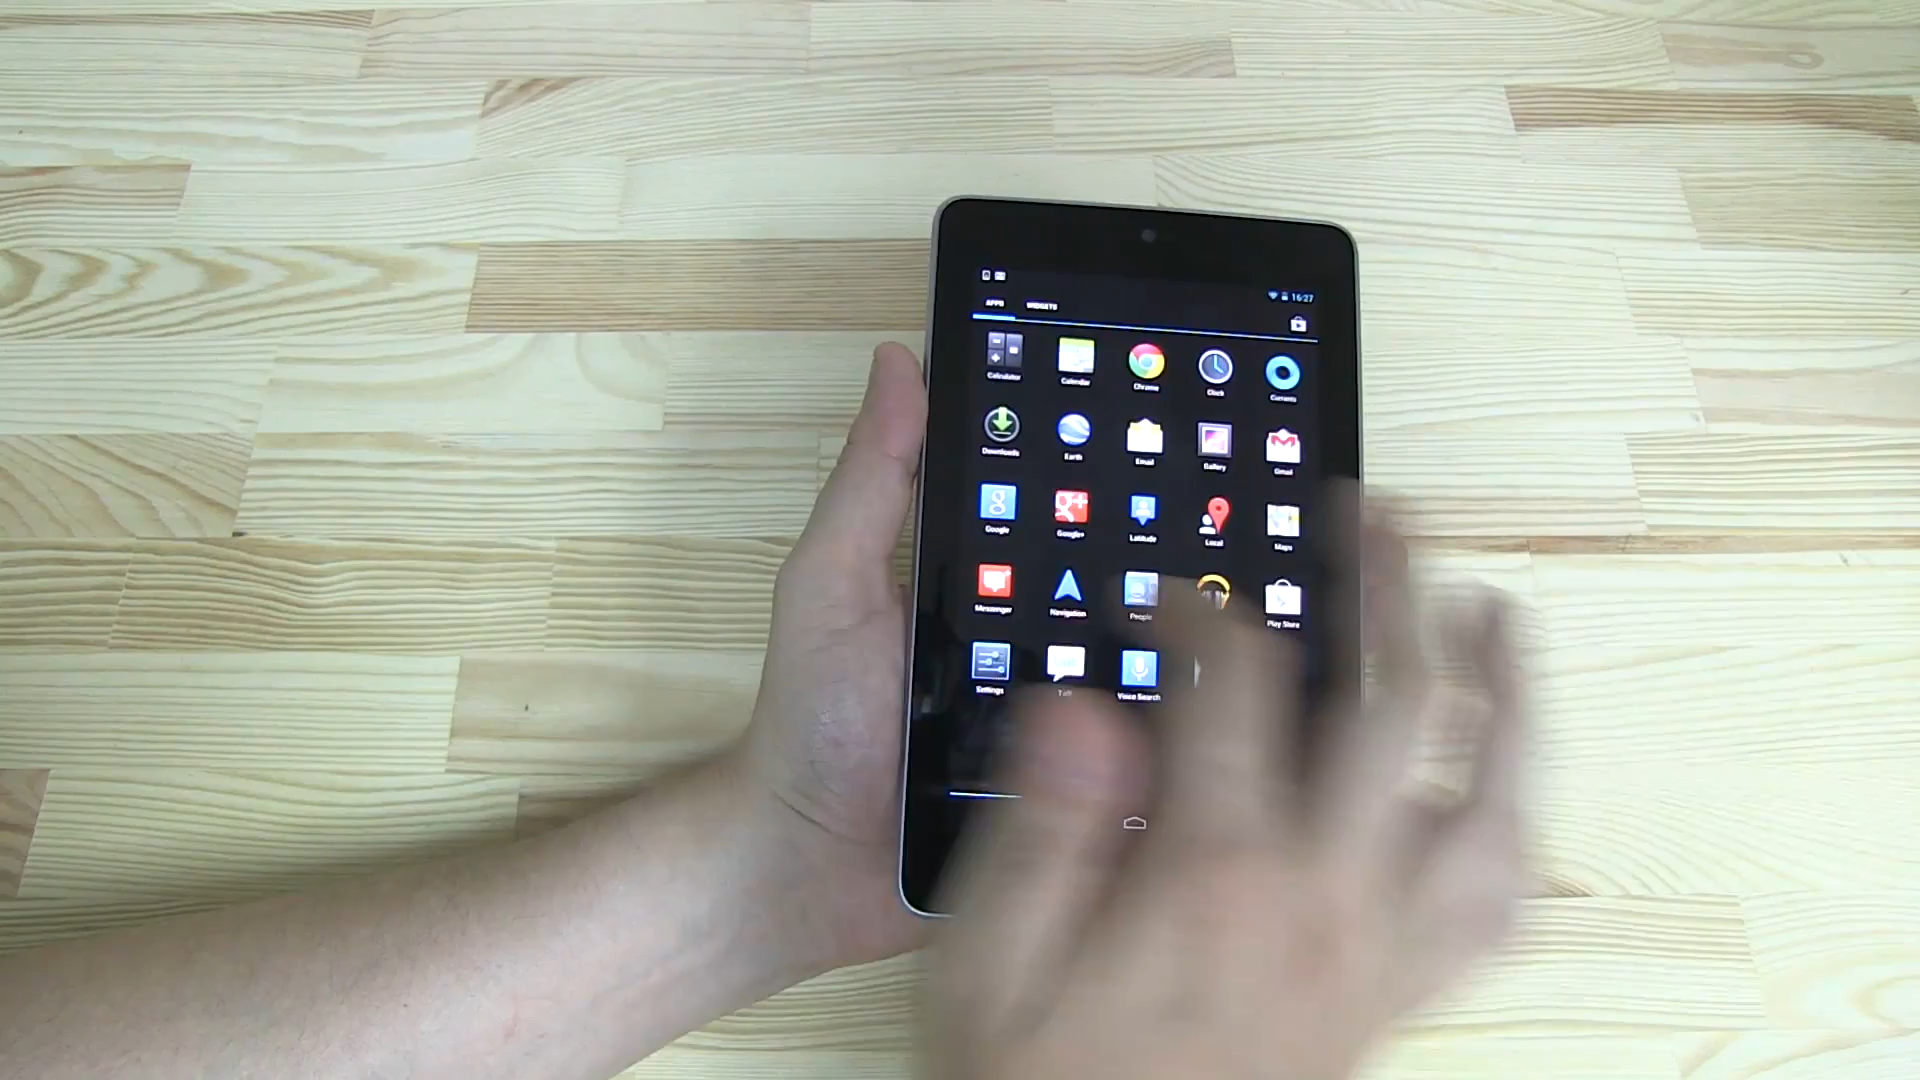 16:27
APPS WIDGETS
Calculator Calendar Chrome Clock Currents
Downloads Earth Email Gallery Gmail
g g+
Google Google+ Latitude Local Maps
Messenger Navigation People Play Store
Settings Talk Voice Search